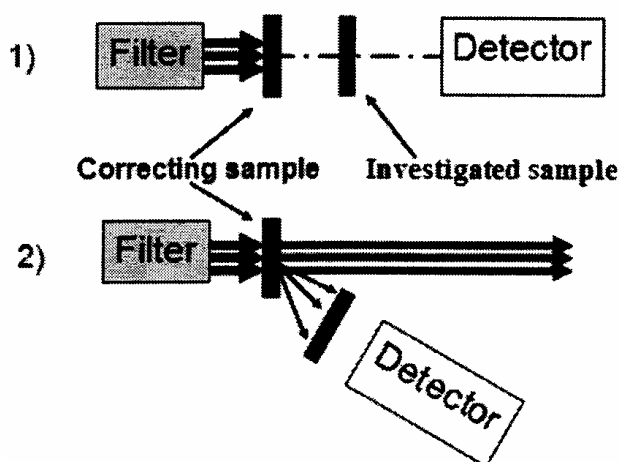 1)
Filter
Detector
Correcting sample
Investigated sample
2)
Filter
Detector